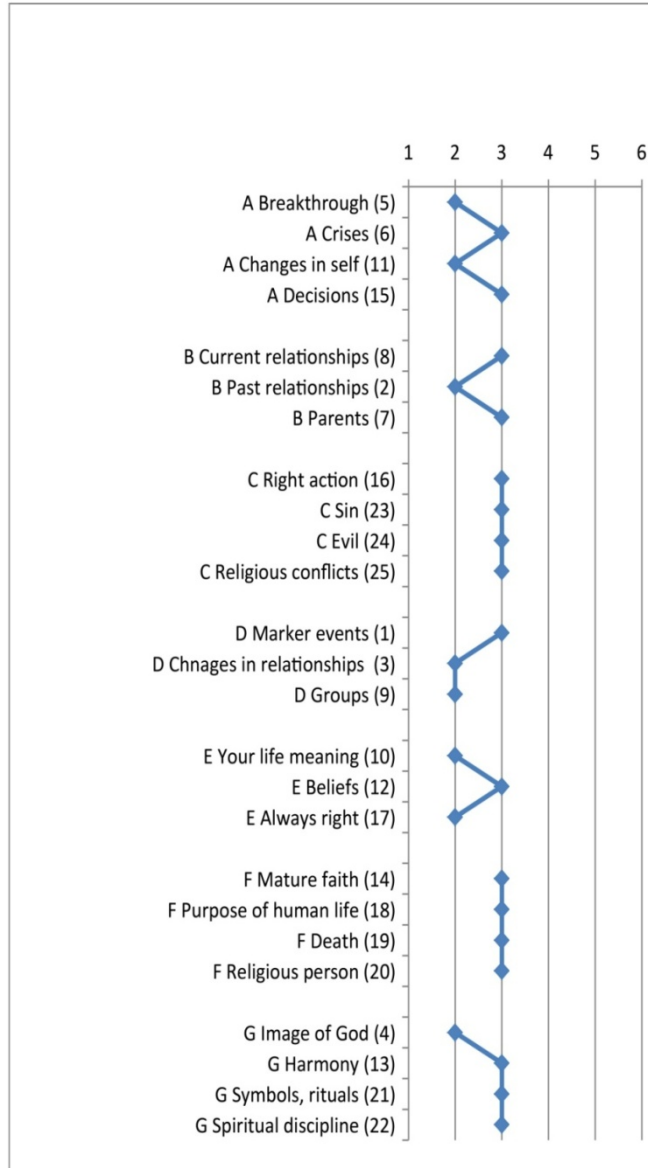 1 2 3 4 5 6
A Breakthrough (5)
A Crises (6)
A Changes in self (11)
A Decisions (15)
B Current relationships (8)
B Past relationships (2)
B Parents (7)
C Right action (16)
C Sin (23)
C Evil (24)
C Religious conflicts (25)
D Marker events (1)
D Chnages in relationships (3)
D Groups (9)
E Your life meaning (10)
E Beliefs (12)
E Always right (17)
F Mature faith (14)
F Purpose of human life (18)
F Death (19)
F Religious person (20)
G Image of God (4)
G Harmony (13)
G Symbols, rituals (21)
G Spiritual discipline (22)